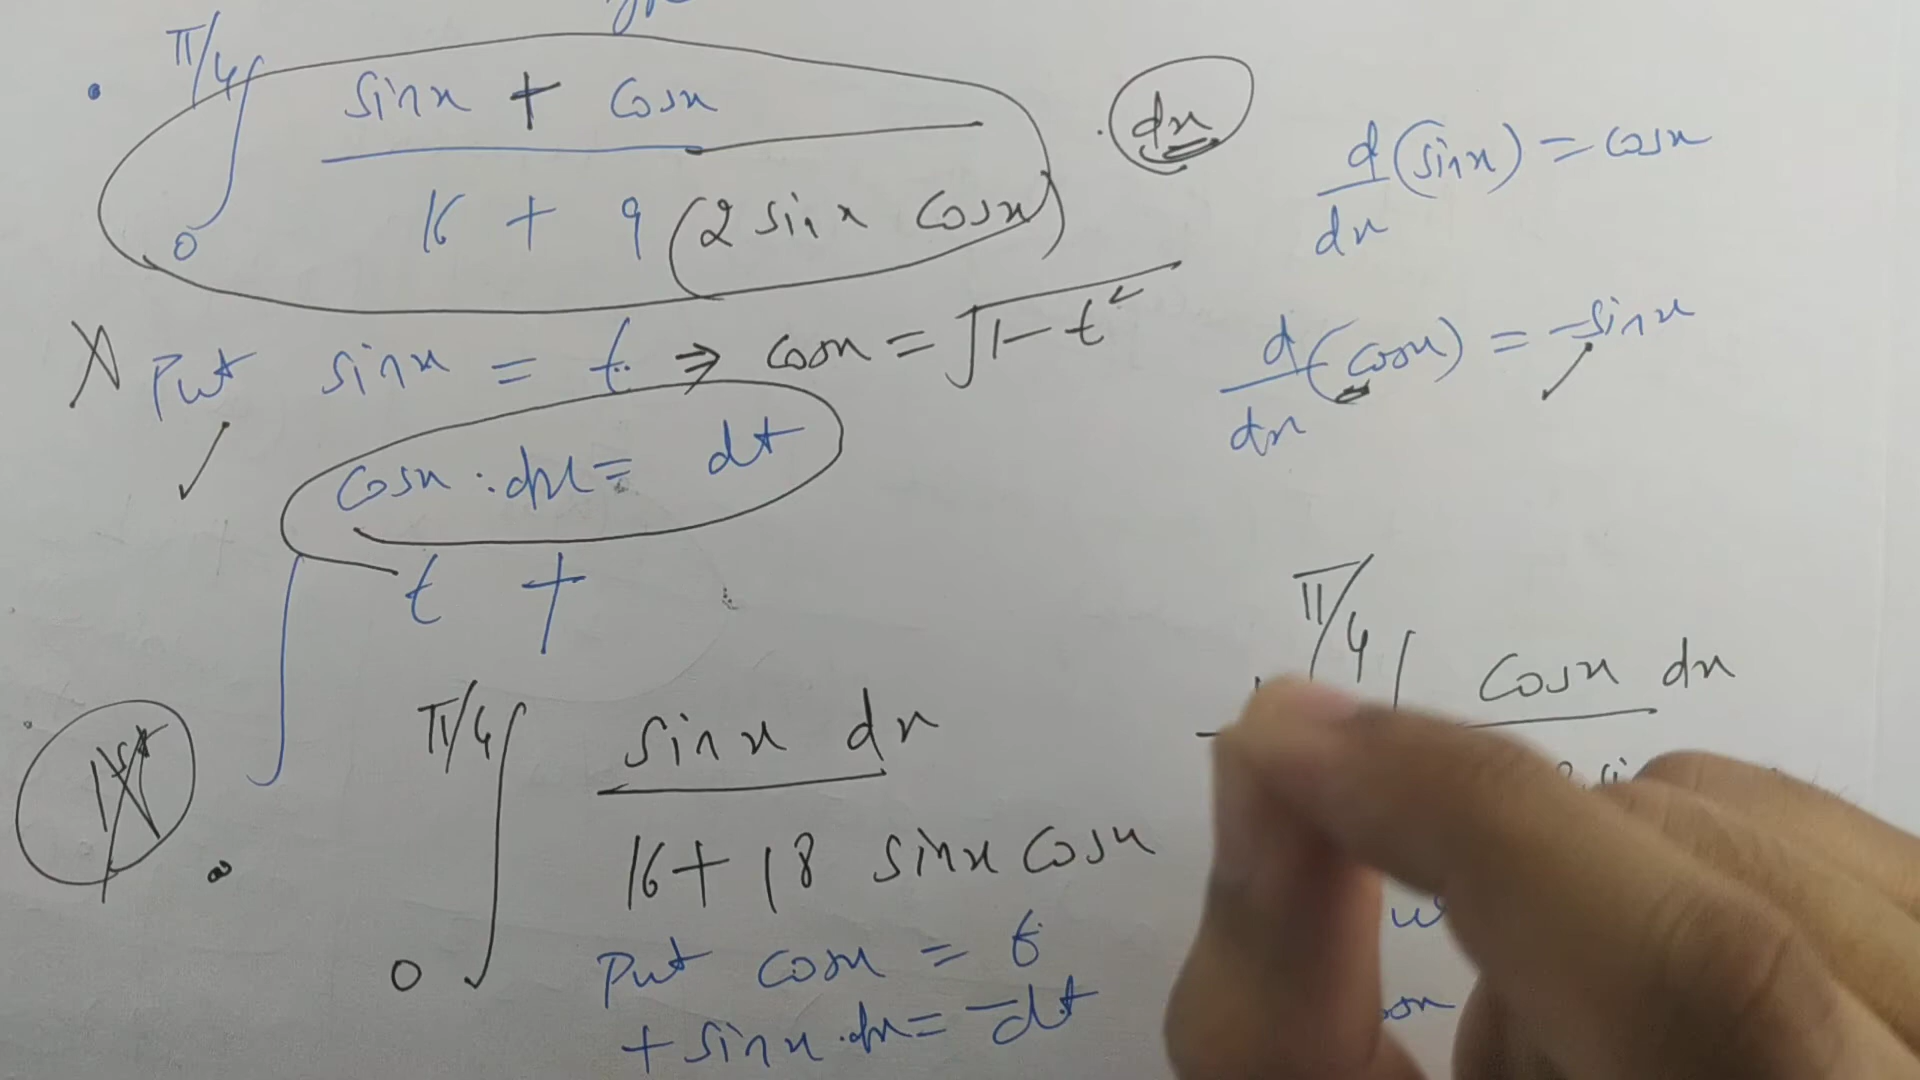 π/4 ∫ 0 (sinx + cosx) / (16 + 9 (2 sinx cosx)) . dx
d/dx (sinx) = cosx
Put sinx = t ⇒ cosx = √(1 - t²)
d/dx (cosx) = -sinx
cosx . dx = dt
∫ t +
1st
π/4 ∫ 0 sinx dx / (16 + 18 sinx cosx)
+ π/4 ∫ cosx dx
Put cosx = t
+ sinx . dx = -dt